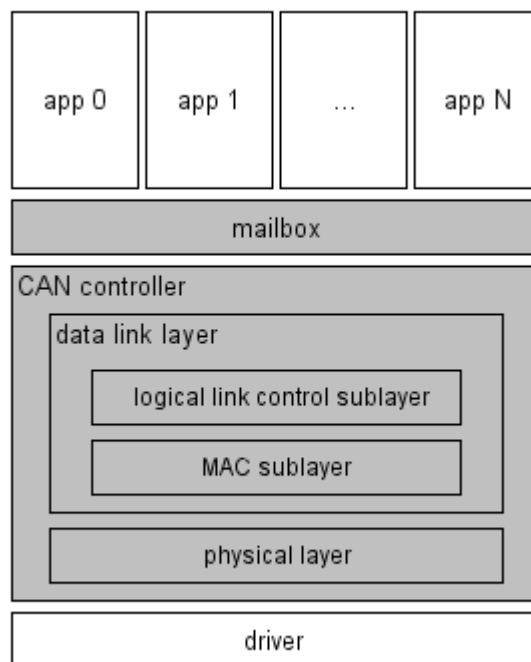 app 0 app 1 ... app N
mailbox
CAN controller
data link layer
logical link control sublayer
MAC sublayer
physical layer
driver